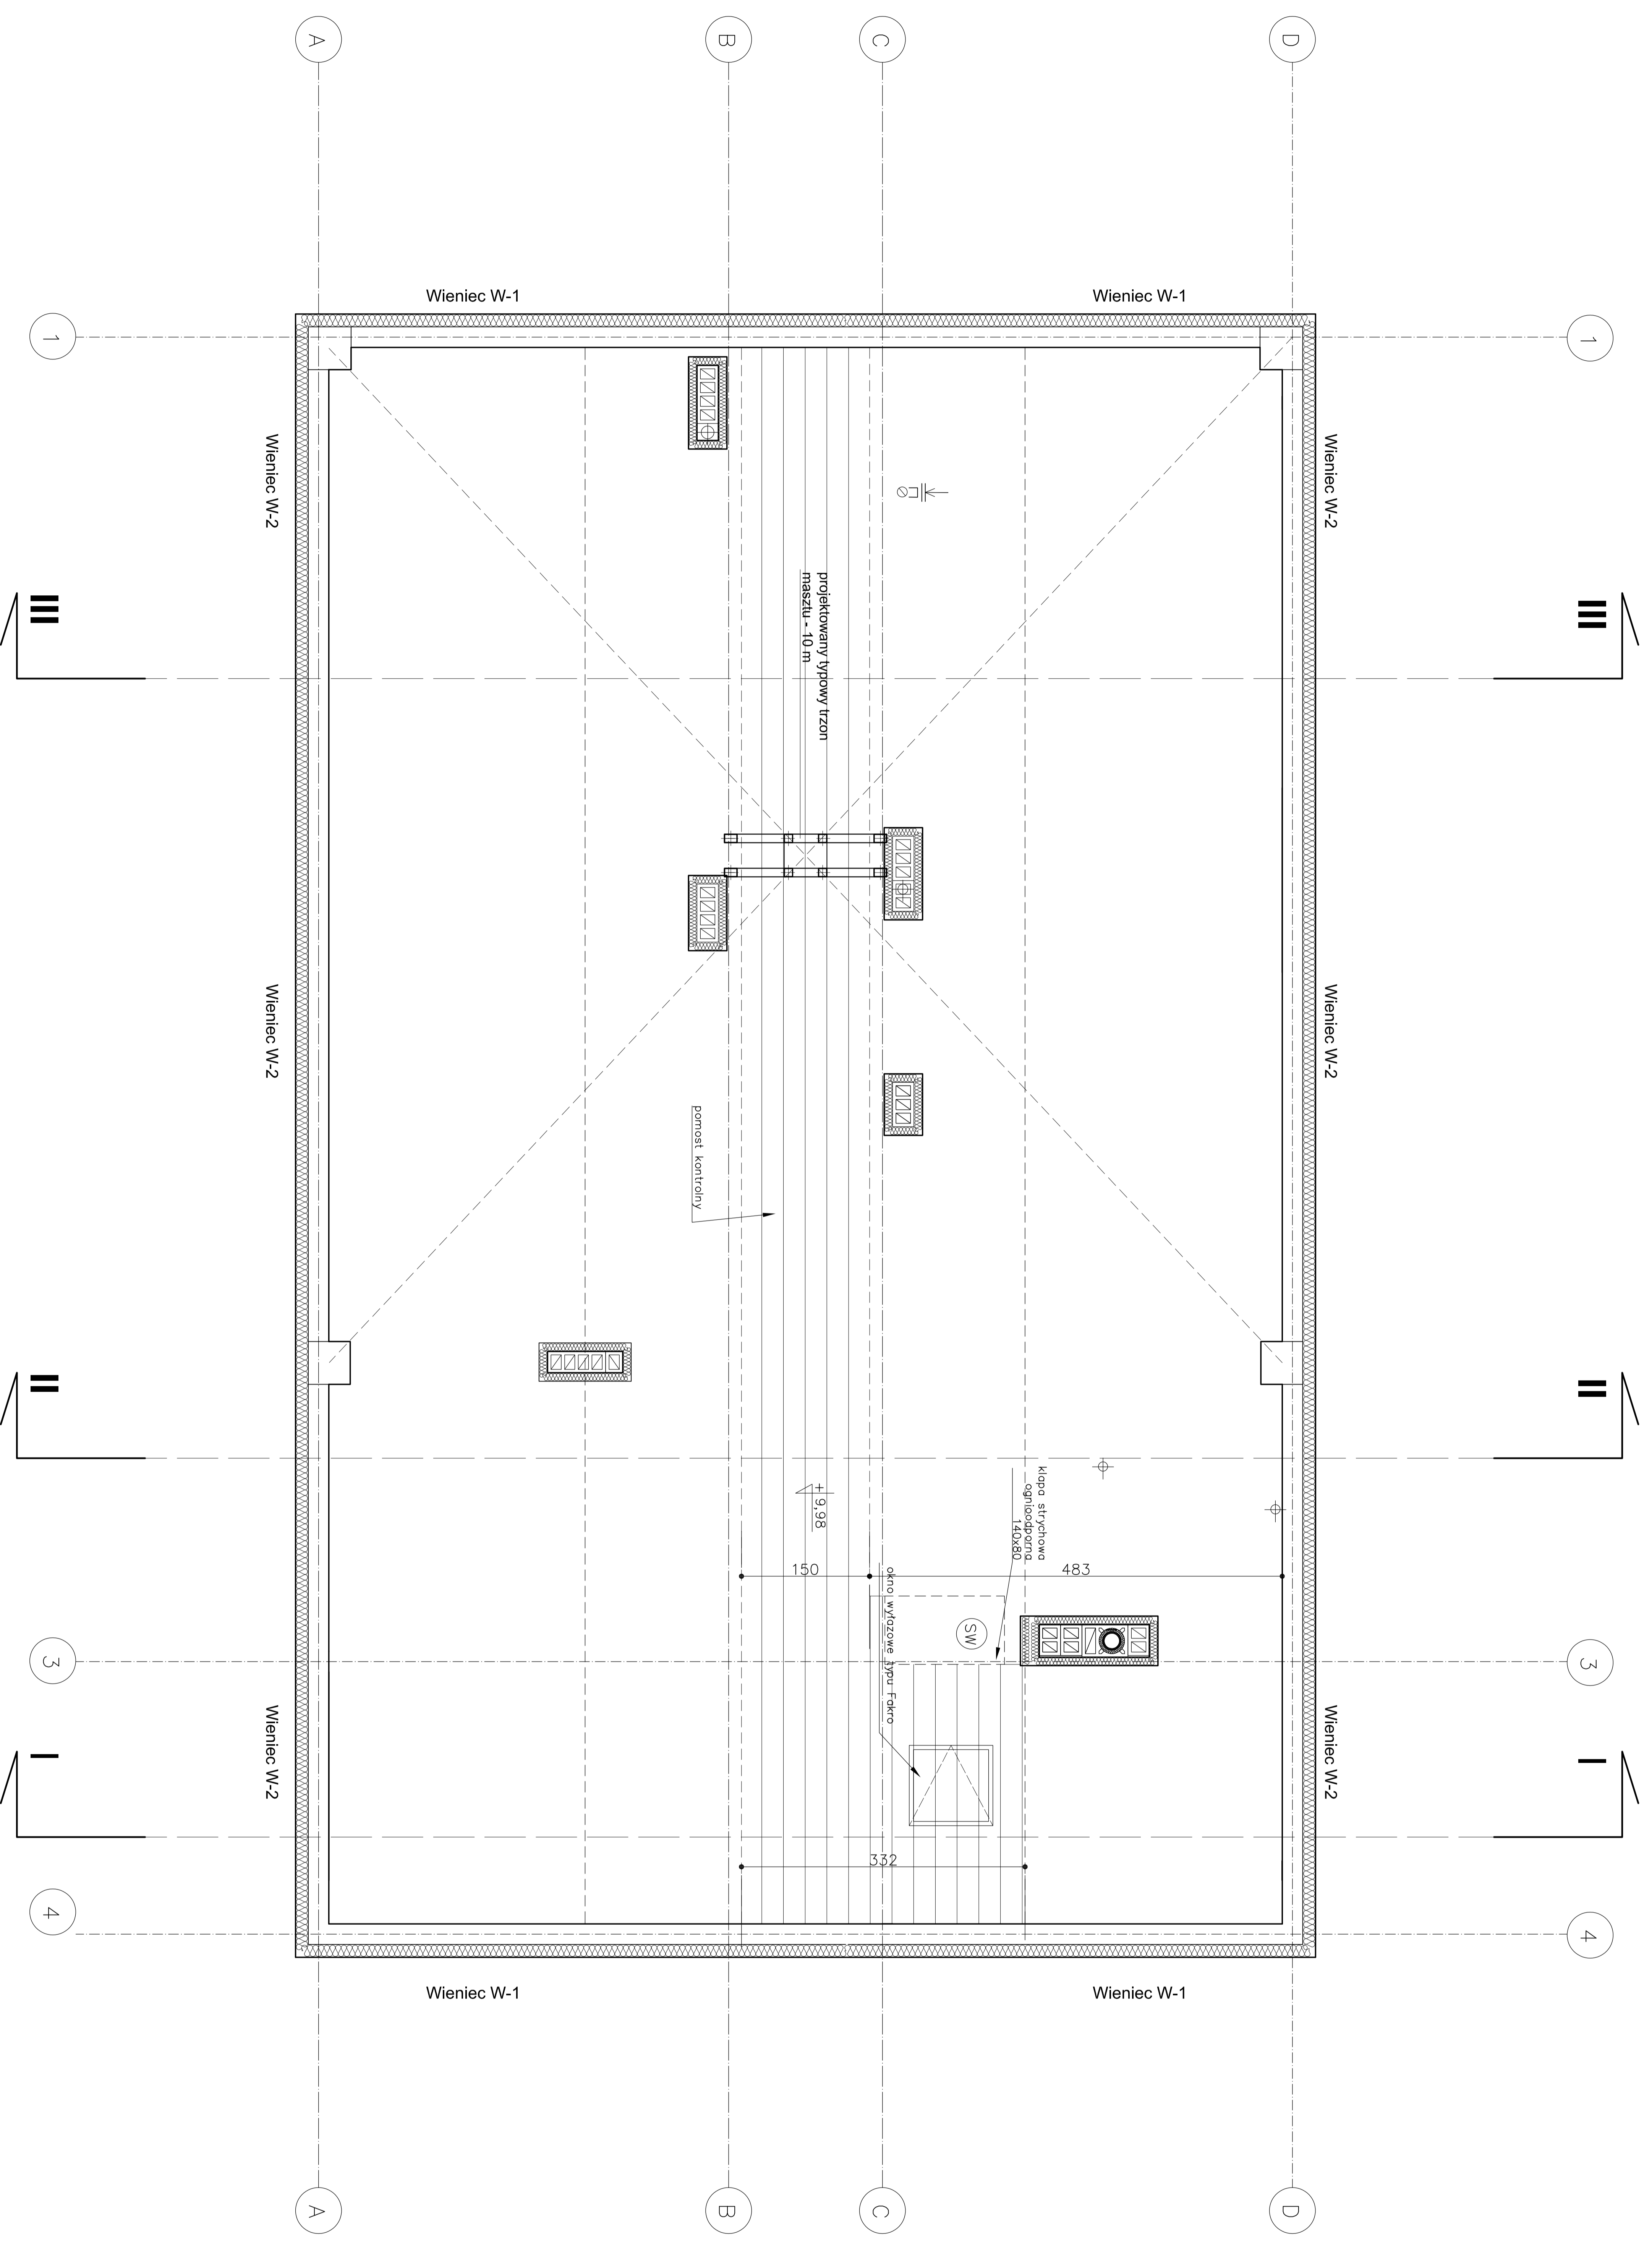 A
B
C
D
Wieniec W-1
Wieniec W-1
1
1
Wieniec W-2
Wieniec W-2
III
III
projektowany typowy trzon
masztu - 10 m
Wieniec W-2
Wieniec W-2
pomost kontrolny
II
II
+ 9,98
klapa strychowa
ognioodporna
140x80
150
483
okno wyłazowe typu Fakro
SW
3
3
Wieniec W-2
Wieniec W-2
I
I
332
4
4
Wieniec W-1
Wieniec W-1
A
B
C
D